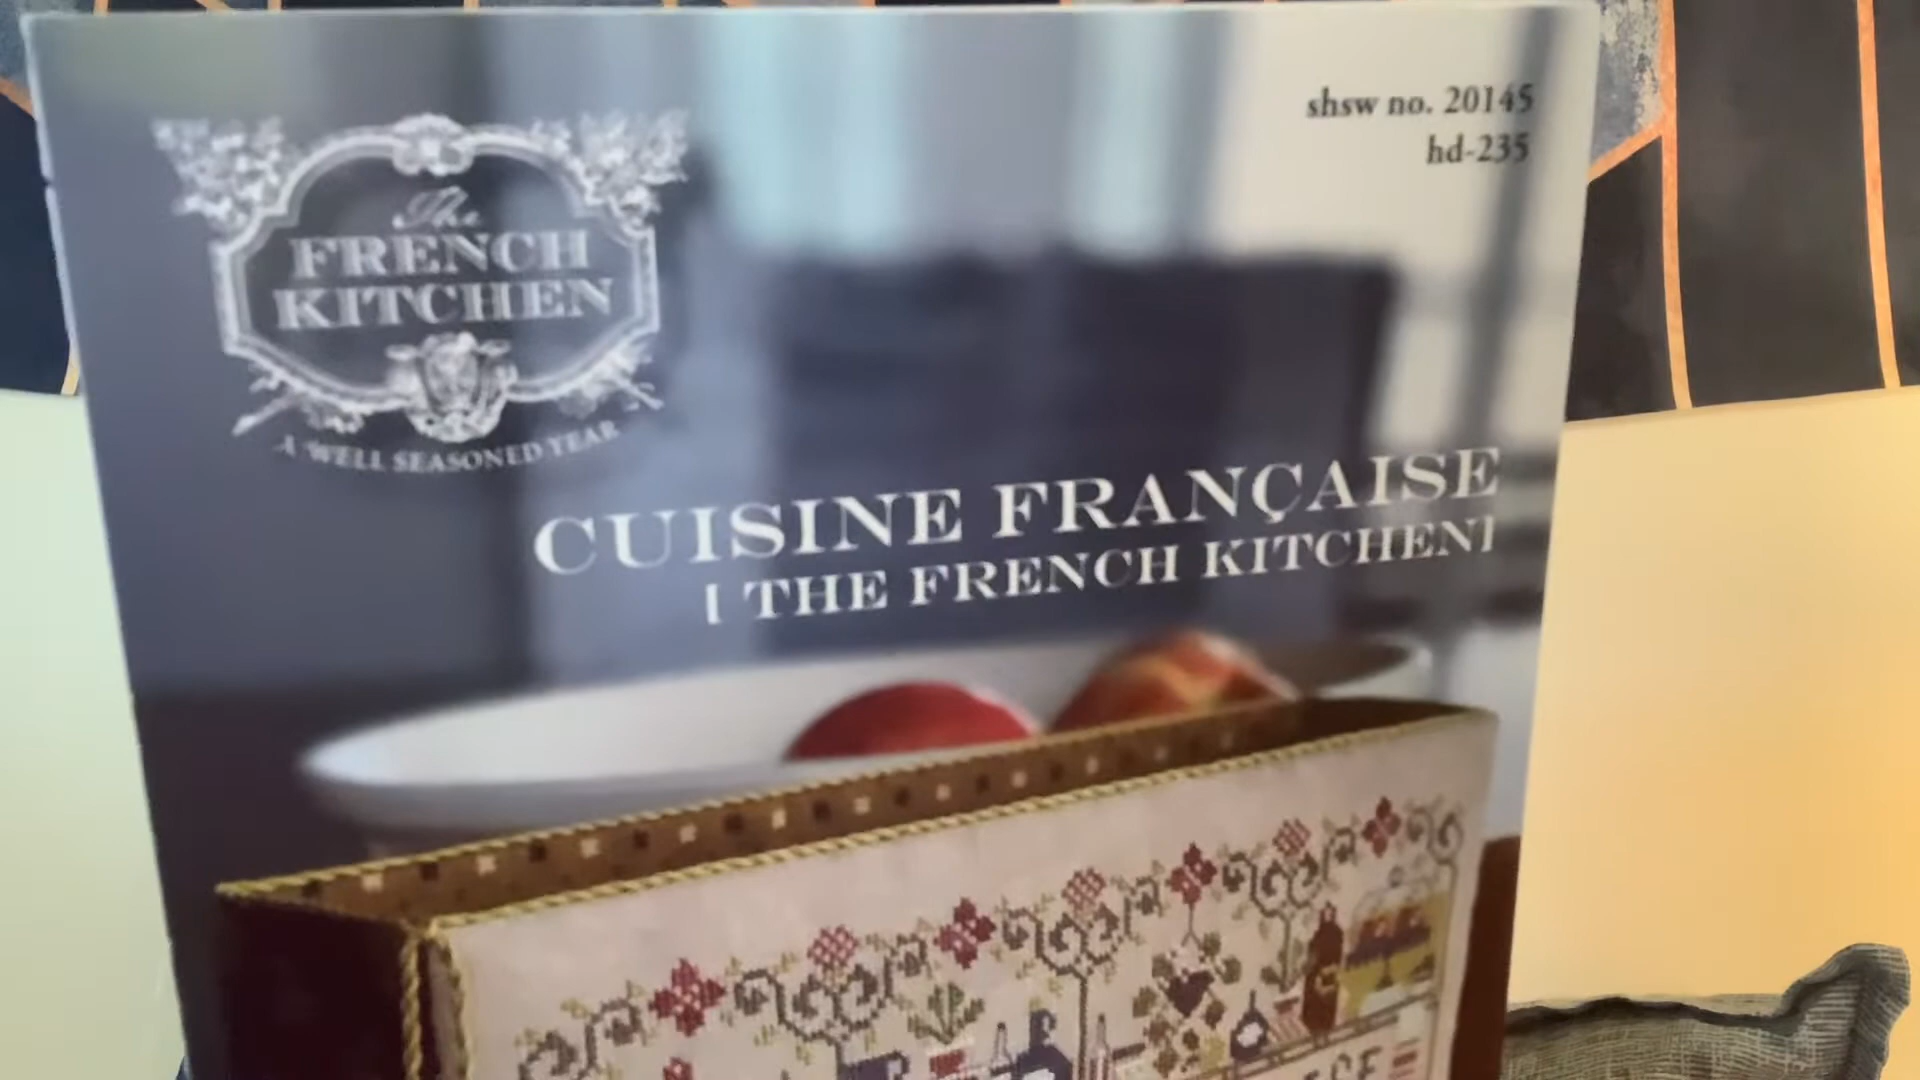 The
FRENCH
KITCHEN
A WELL SEASONED YEAR
shsw no. 20145
hd-235
CUISINE FRANÇAISE
[ THE FRENCH KITCHEN]